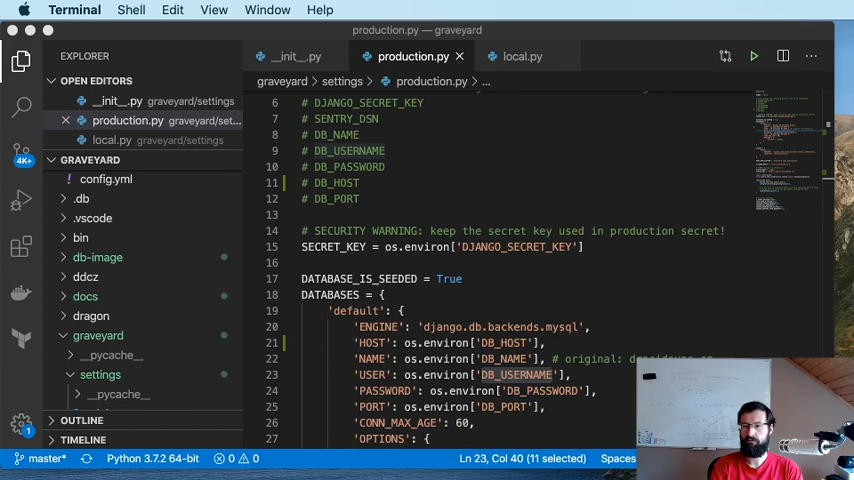 Terminal Shell Edit View Window Help
production.py — graveyard
EXPLORER
__init__.py
production.py
local.py
OPEN EDITORS
graveyard settings production.py ...
__init__.py graveyard/settings
production.py graveyard/set...
local.py graveyard/settings
4K+
GRAVEYARD
config.yml
.db
.vscode
bin
db-image
ddcz
docs
dragon
graveyard
__pycache__
settings
__pycache__
OUTLINE
TIMELINE
1
6 # DJANGO_SECRET_KEY
7 # SENTRY_DSN
8 # DB_NAME
9 # DB_USERNAME
10 # DB_PASSWORD
11 # DB_HOST
12 # DB_PORT
13
14 # SECURITY WARNING: keep the secret key used in production secret!
15 SECRET_KEY = os.environ['DJANGO_SECRET_KEY']
16
17 DATABASE_IS_SEEDED = True
18 DATABASES = {
19 'default': {
20 'ENGINE': 'django.db.backends.mysql',
21 'HOST': os.environ['DB_HOST'],
22 'NAME': os.environ['DB_NAME'], # original:
23 'USER': os.environ['DB_USERNAME'],
24 'PASSWORD': os.environ['DB_PASSWORD'],
25 'PORT': os.environ['DB_PORT'],
26 'CONN_MAX_AGE': 60,
27 'OPTIONS': {
master* Python 3.7.2 64-bit 0 0 Ln 23, Col 40 (11 selected) Spaces